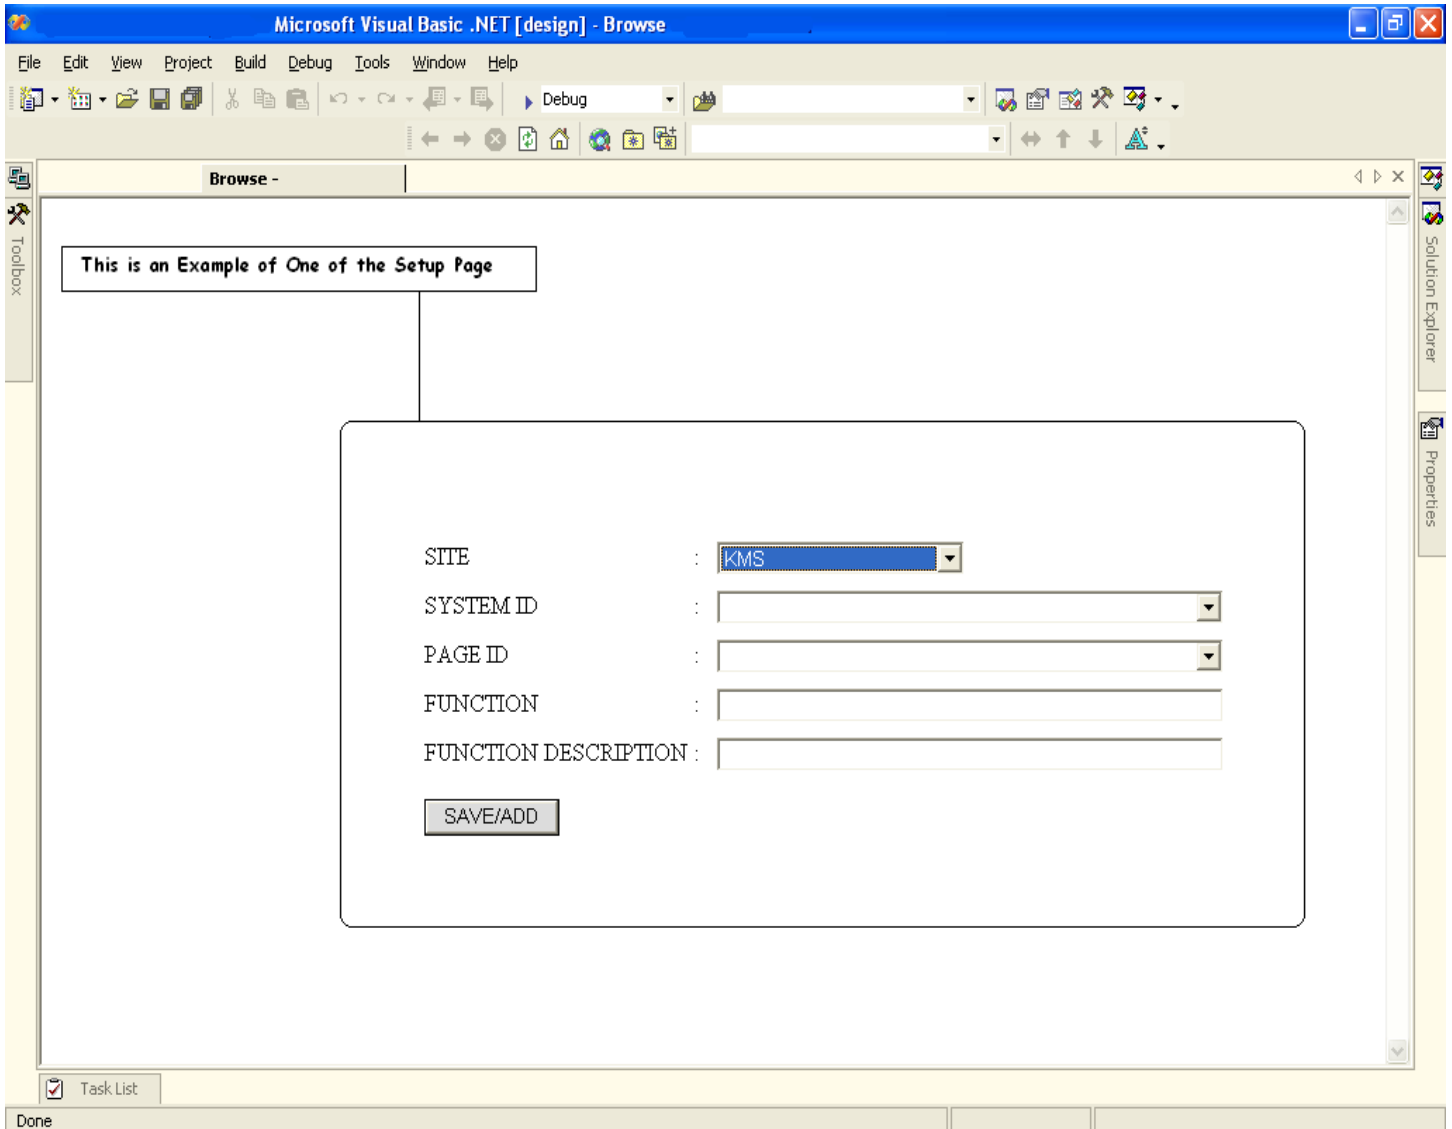 Microsoft Visual Basic .NET [design] - Browse
File Edit View Project Build Debug Tools Window Help
Debug
Browse -
Toolbox
Solution Explorer
Properties
This is an Example of One of the Setup Page
SITE : KMS
SYSTEM ID :
PAGE ID :
FUNCTION :
FUNCTION DESCRIPTION :
SAVE/ADD
Task List
Done